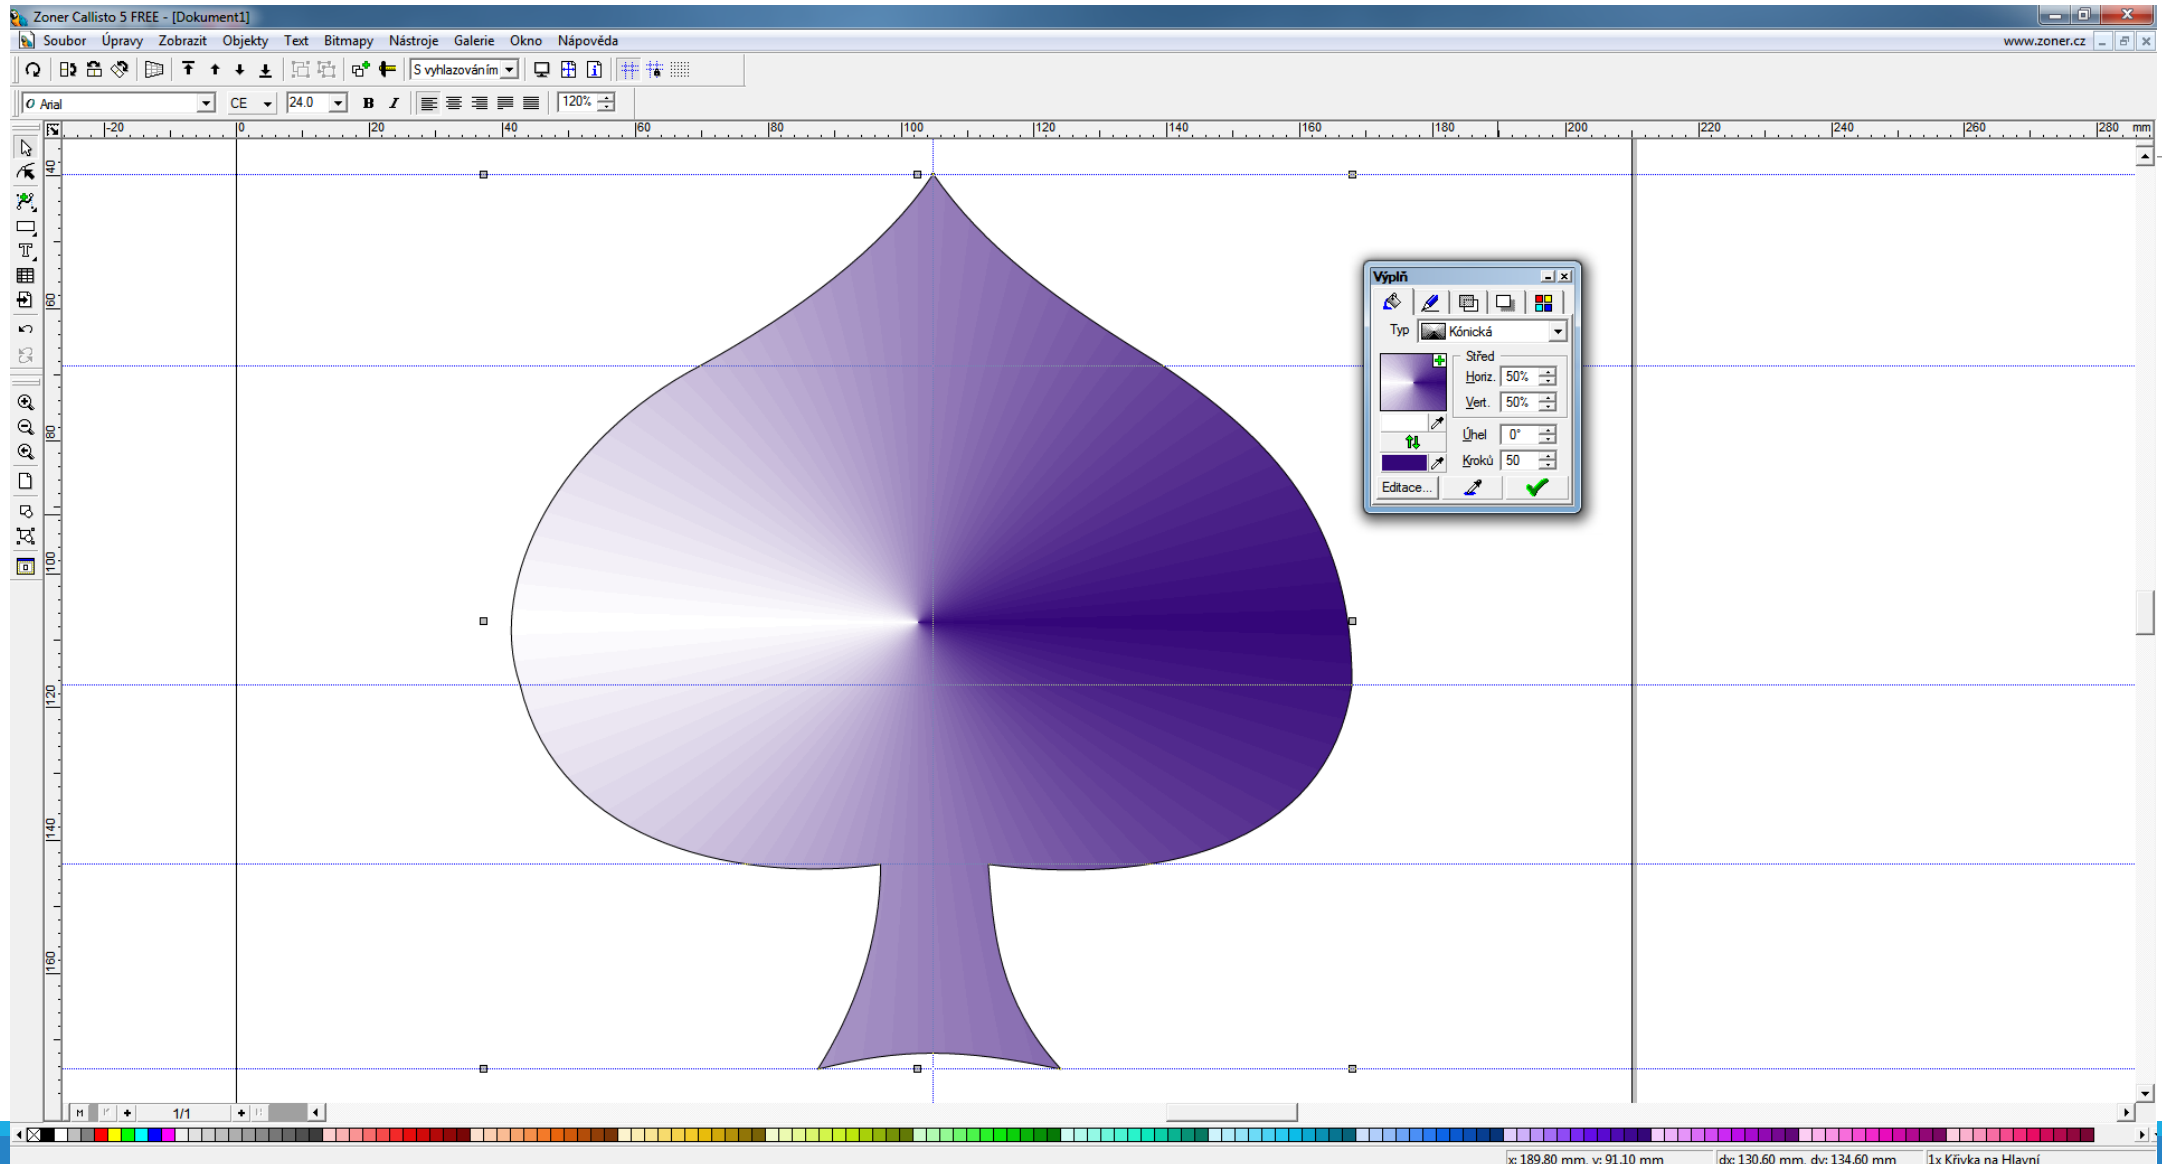 Zoner Callisto 5 FREE - [Dokument1]
Soubor Úpravy Zobrazit Objekty Text Bitmapy Nástroje Galerie Okno Nápověda www.zoner.cz
S vyhlazováním
Arial CE 24.0 B I 120%
-20 0 20 40 60 80 100 120 140 160 180 200 220 240 260 280 mm
40
60
80
100
120
140
160
Výplň
Typ Kónická
Střed
Horiz. 50%
Vert. 50%
Úhel 0°
Kroků 50
Editace...
M 1/1
x: 189.80 mm, y: 91.10 mm dx: 130.60 mm, dy: 134.60 mm 1x Křivka na Hlavní